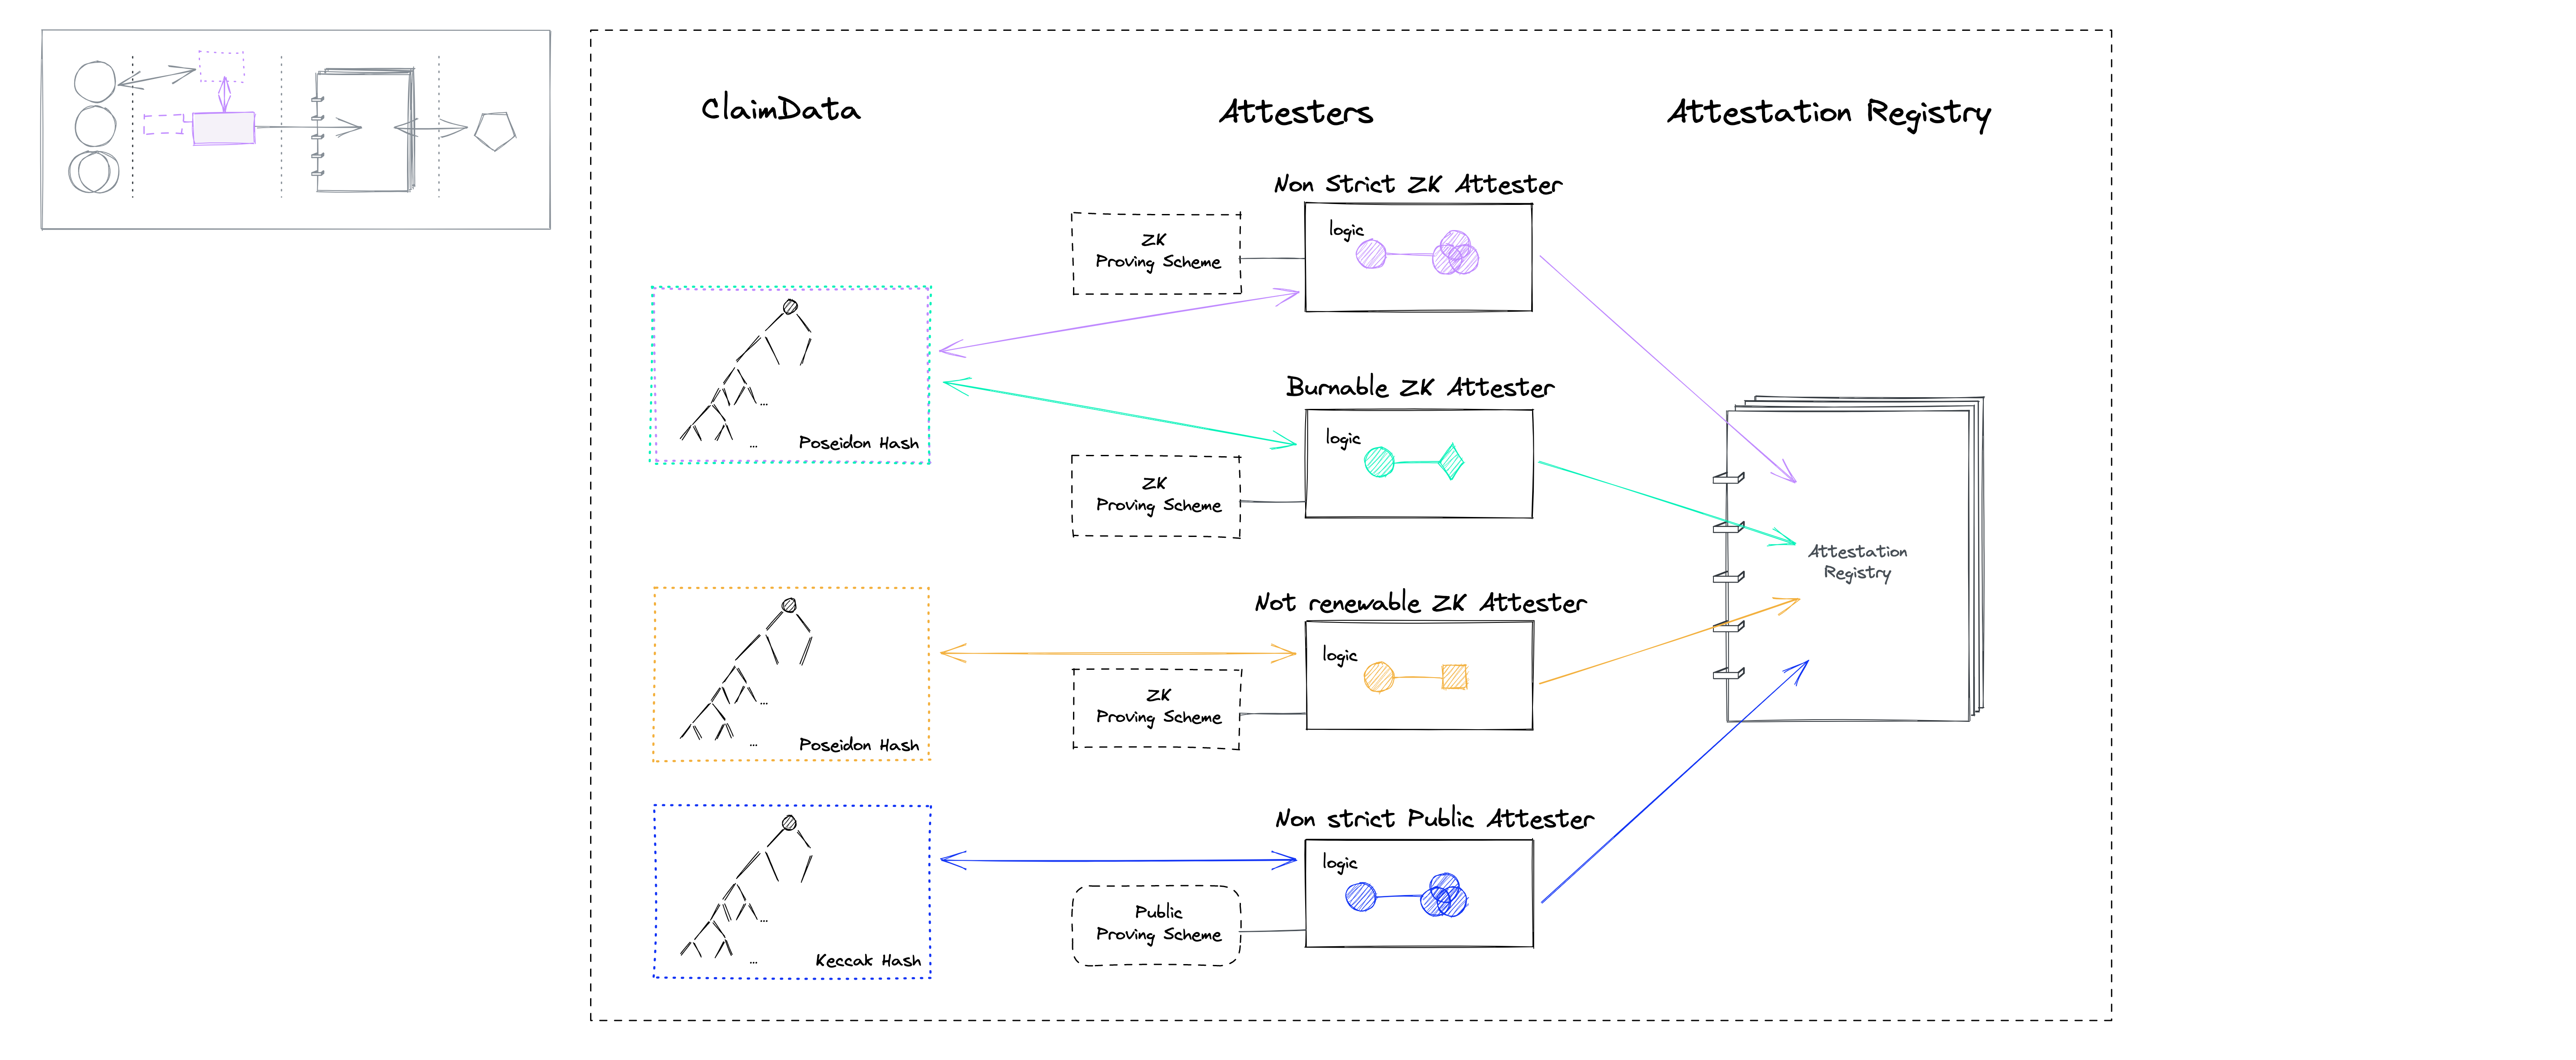 ClaimData
Attesters
Attestation Registry
Non Strict ZK Attester
logic
ZK
Proving Scheme
Burnable ZK Attester
logic
ZK
Proving Scheme
...
...
Poseidon Hash
Attestation
Registry
Not renewable ZK Attester
logic
ZK
Proving Scheme
...
...
Poseidon Hash
Non strict Public Attester
logic
Public
Proving Scheme
...
...
Keccak Hash